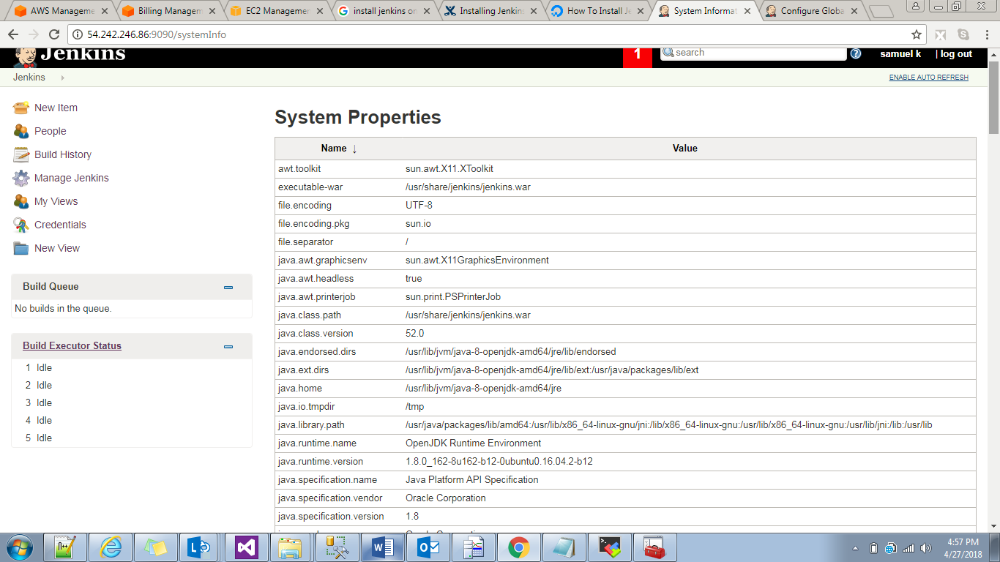 AWS Manageme
Billing Managem
EC2 Managemen
install jenkins on
Installing Jenkins
How To Install Je
System Informat
Configure Globa
54.242.246.86:9090/systemInfo
Jenkins
1
search
samuel k
| log out
Jenkins
ENABLE AUTO REFRESH
New Item
People
Build History
Manage Jenkins
My Views
Credentials
New View
Build Queue
No builds in the queue.
Build Executor Status
1 Idle
2 Idle
3 Idle
4 Idle
5 Idle
System Properties
Name ↓ Value
awt.toolkit sun.awt.X11.XToolkit
executable-war /usr/share/jenkins/jenkins.war
file.encoding UTF-8
file.encoding.pkg sun.io
file.separator /
java.awt.graphicsenv sun.awt.X11GraphicsEnvironment
java.awt.headless true
java.awt.printerjob sun.print.PSPrinterJob
java.class.path /usr/share/jenkins/jenkins.war
java.class.version 52.0
java.endorsed.dirs /usr/lib/jvm/java-8-openjdk-amd64/jre/lib/endorsed
java.ext.dirs /usr/lib/jvm/java-8-openjdk-amd64/jre/lib/ext:/usr/java/packages/lib/ext
java.home /usr/lib/jvm/java-8-openjdk-amd64/jre
java.io.tmpdir /tmp
java.library.path /usr/java/packages/lib/amd64:/usr/lib/x86_64-linux-gnu/jni:/lib/x86_64-linux-gnu:/usr/lib/x86_64-linux-gnu:/usr/lib/jni:/lib:/usr/lib
java.runtime.name OpenJDK Runtime Environment
java.runtime.version 1.8.0_162-8u162-b12-0ubuntu0.16.04.2-b12
java.specification.name Java Platform API Specification
java.specification.vendor Oracle Corporation
java.specification.version 1.8
4:57 PM
4/27/2018